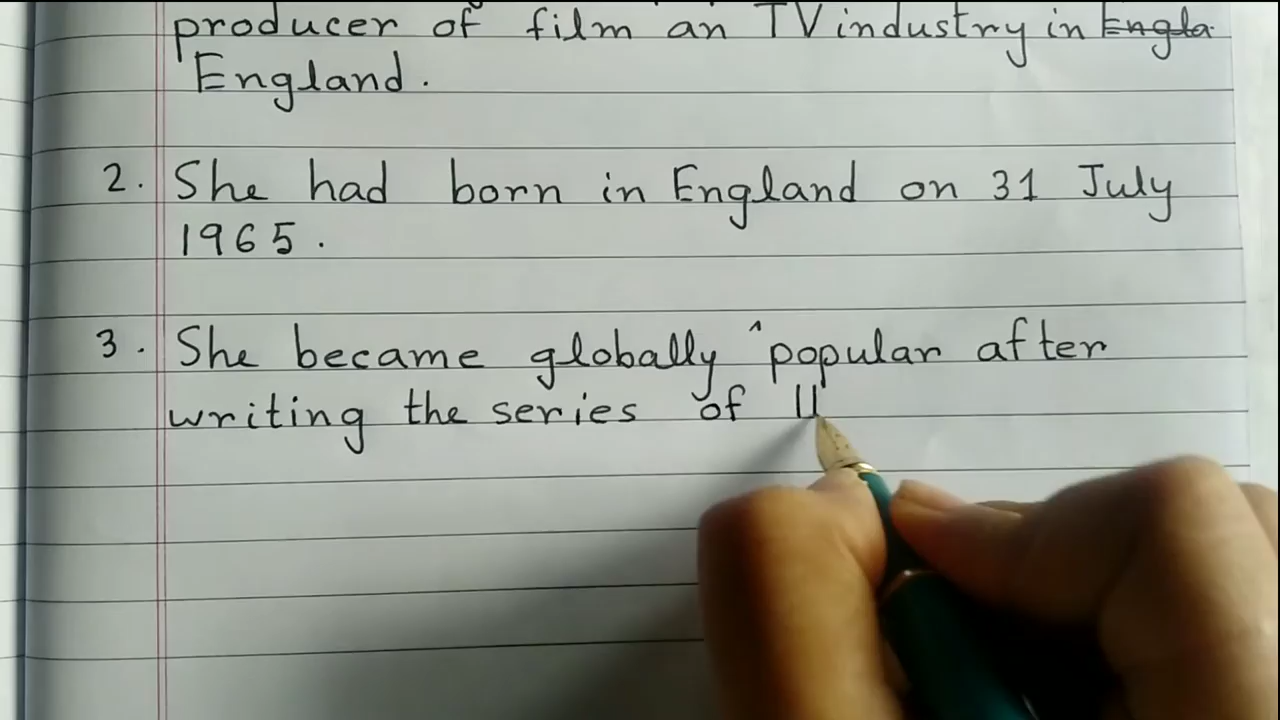 producer of film an TV industry in Engla
England.
2. She had born in England on 31 July
1965.
3. She became globally popular after
writing the series of